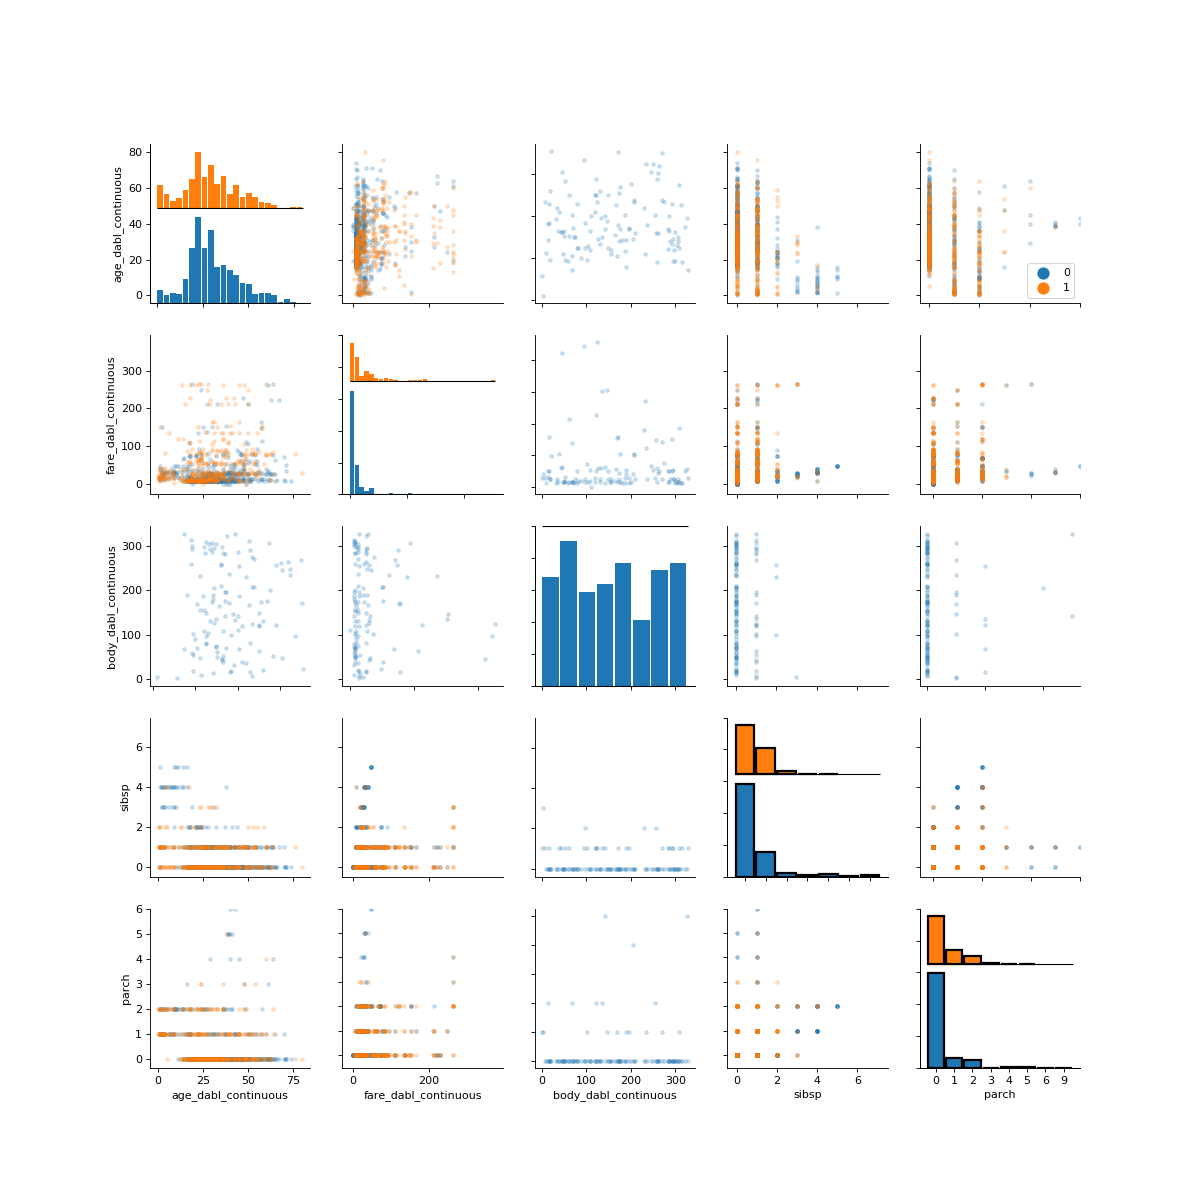 80
60
40
20
0
age_dabl_continuous
0
1
300
200
100
0
fare_dabl_continuous
300
200
100
0
body_dabl_continuous
6
4
2
0
sibsp
6
5
4
3
2
1
0
parch
0 25 50 75
age_dabl_continuous
0 200
fare_dabl_continuous
0 100 200 300
body_dabl_continuous
0 2 4 6
sibsp
0 1 2 3 4 5 6 9
parch